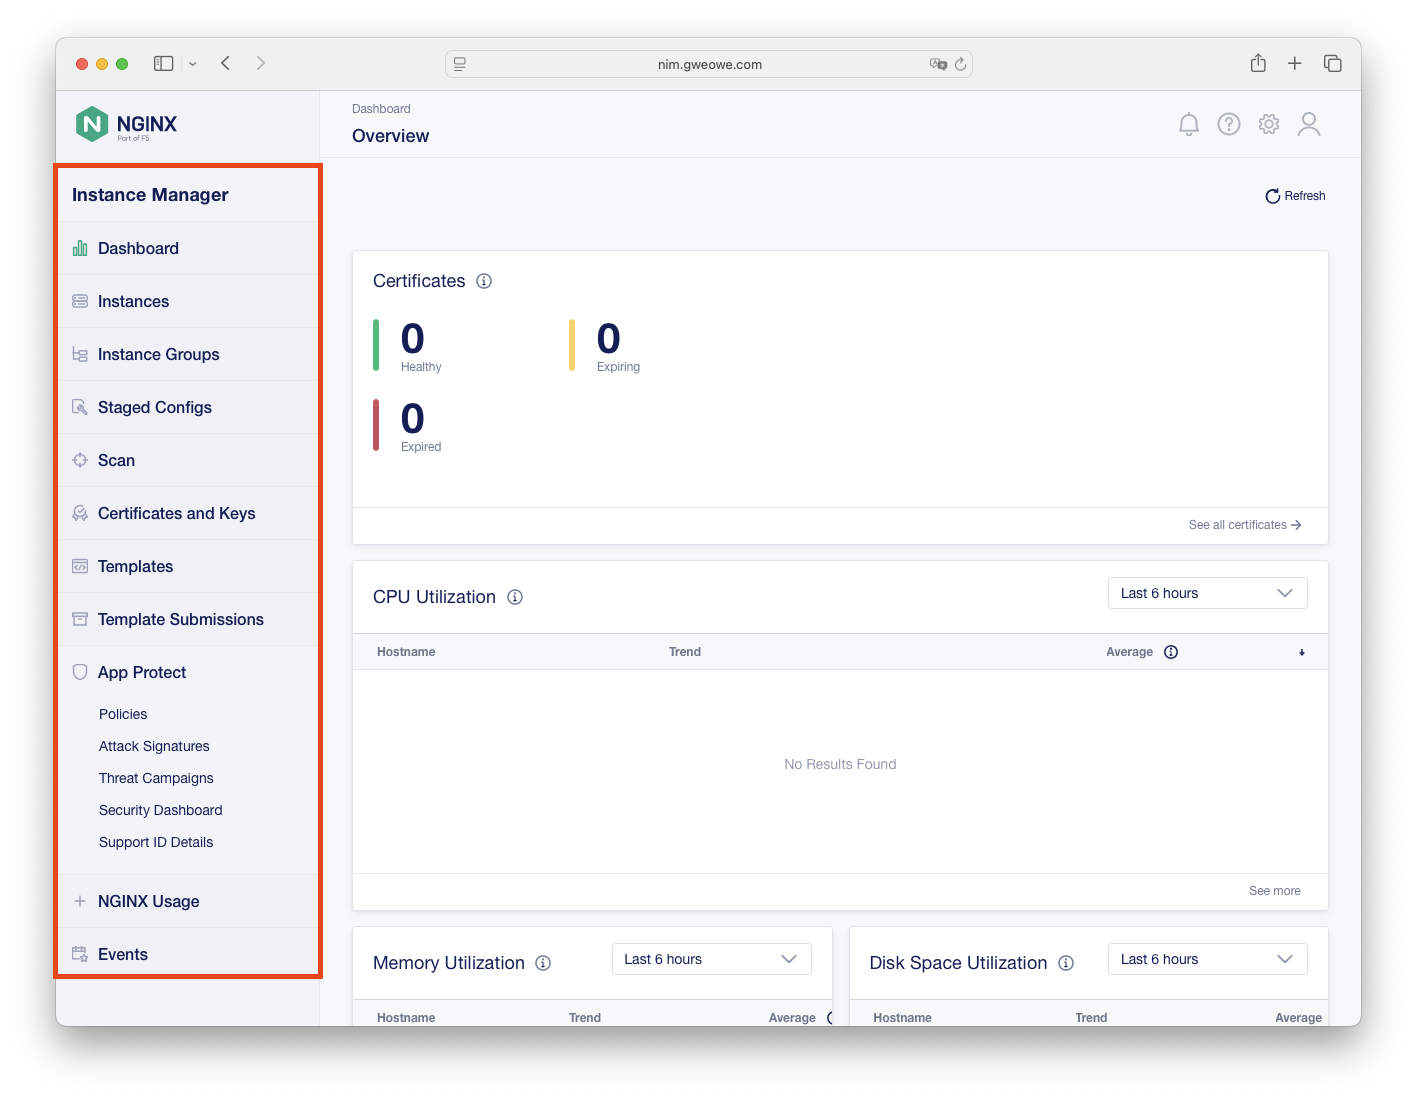 nim.gweowe.com
NGINX
Part of F5
Dashboard
Overview
Instance Manager
Dashboard
Instances
Instance Groups
Staged Configs
Scan
Certificates and Keys
Templates
Template Submissions
App Protect
Policies
Attack Signatures
Threat Campaigns
Security Dashboard
Support ID Details
NGINX Usage
Events
Refresh
Certificates
0
Healthy
0
Expiring
0
Expired
See all certificates
CPU Utilization
Last 6 hours
Hostname Trend Average
No Results Found
See more
Memory Utilization
Last 6 hours
Hostname Trend Average
Disk Space Utilization
Last 6 hours
Hostname Trend Average